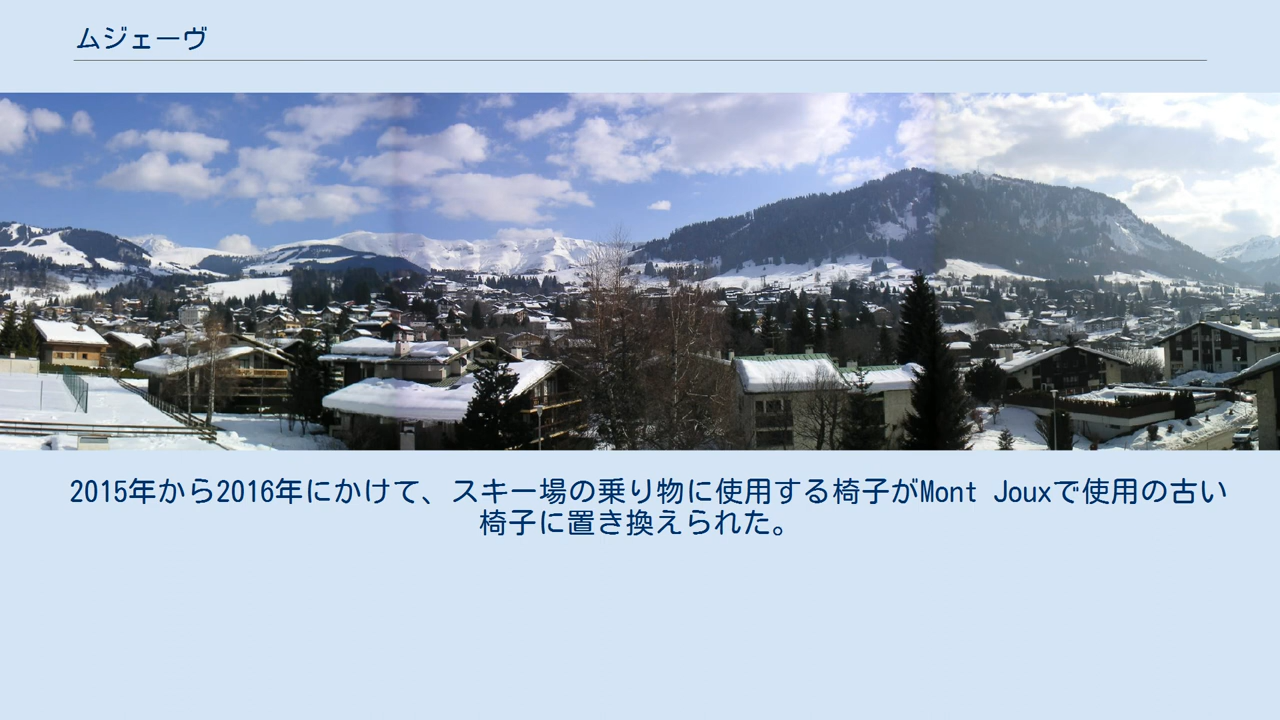 ムジェーヴ
2015年から2016年にかけて、スキー場の乗り物に使用する椅子がMont Jouxで使用の古い
椅子に置き換えられた。